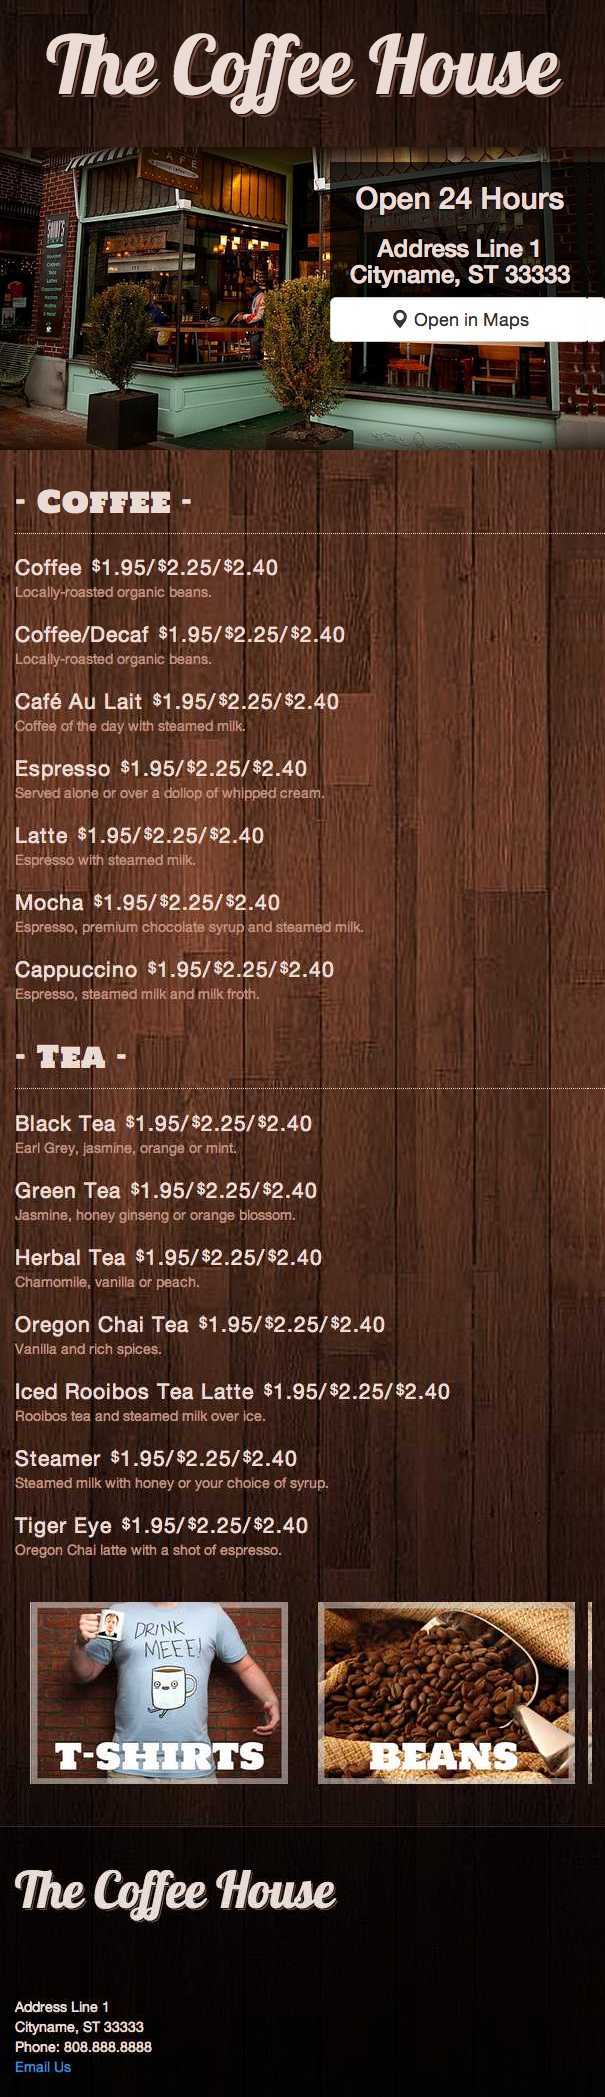 The Coffee House
CAFE
Open 24 Hours
Address Line 1
Cityname, ST 33333
Open in Maps
- Coffee -
Coffee $1.95/$2.25/$2.40
Locally-roasted organic beans.
Coffee/Decaf $1.95/$2.25/$2.40
Locally-roasted organic beans.
Café Au Lait $1.95/$2.25/$2.40
Coffee of the day with steamed milk.
Espresso $1.95/$2.25/$2.40
Served alone or over a dollop of whipped cream.
Latte $1.95/$2.25/$2.40
Espresso with steamed milk.
Mocha $1.95/$2.25/$2.40
Espresso, premium chocolate syrup and steamed milk.
Cappuccino $1.95/$2.25/$2.40
Espresso, steamed milk and milk froth.
- Tea -
Black Tea $1.95/$2.25/$2.40
Earl Grey, jasmine, orange or mint.
Green Tea $1.95/$2.25/$2.40
Jasmine, honey ginseng or orange blossom.
Herbal Tea $1.95/$2.25/$2.40
Chamomile, vanilla or peach.
Oregon Chai Tea $1.95/$2.25/$2.40
Vanilla and rich spices.
Iced Rooibos Tea Latte $1.95/$2.25/$2.40
Rooibos tea and steamed milk over ice.
Steamer $1.95/$2.25/$2.40
Steamed milk with honey or your choice of syrup.
Tiger Eye $1.95/$2.25/$2.40
Oregon Chai latte with a shot of espresso.
DRINK
MEEE!
T-SHIRTS
BEANS
The Coffee House
Address Line 1
Cityname, ST 33333
Phone: 808.888.8888
Email Us